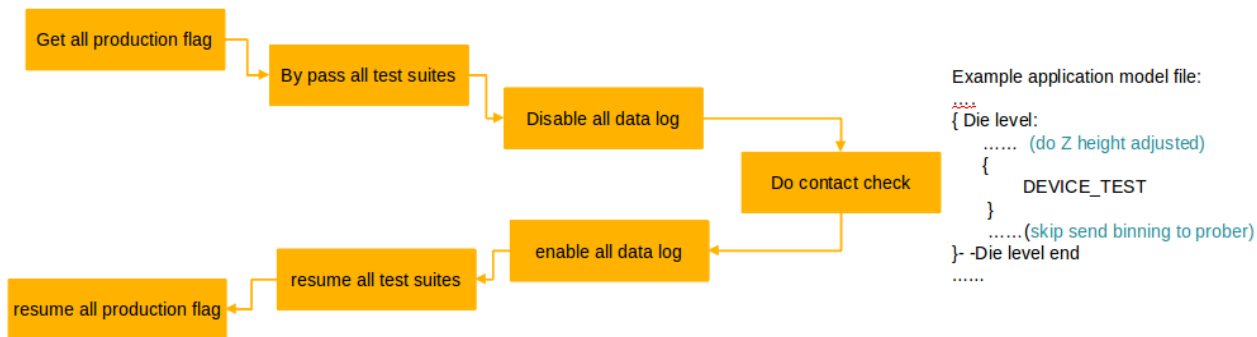 Get all production flag
By pass all test suites
Disable all data log
Do contact check
enable all data log
resume all test suites
resume all production flag
Example application model file:
....
{ Die level:
...... (do Z height adjusted)
{
DEVICE_TEST
}
......(skip send binning to prober)
}- -Die level end
......